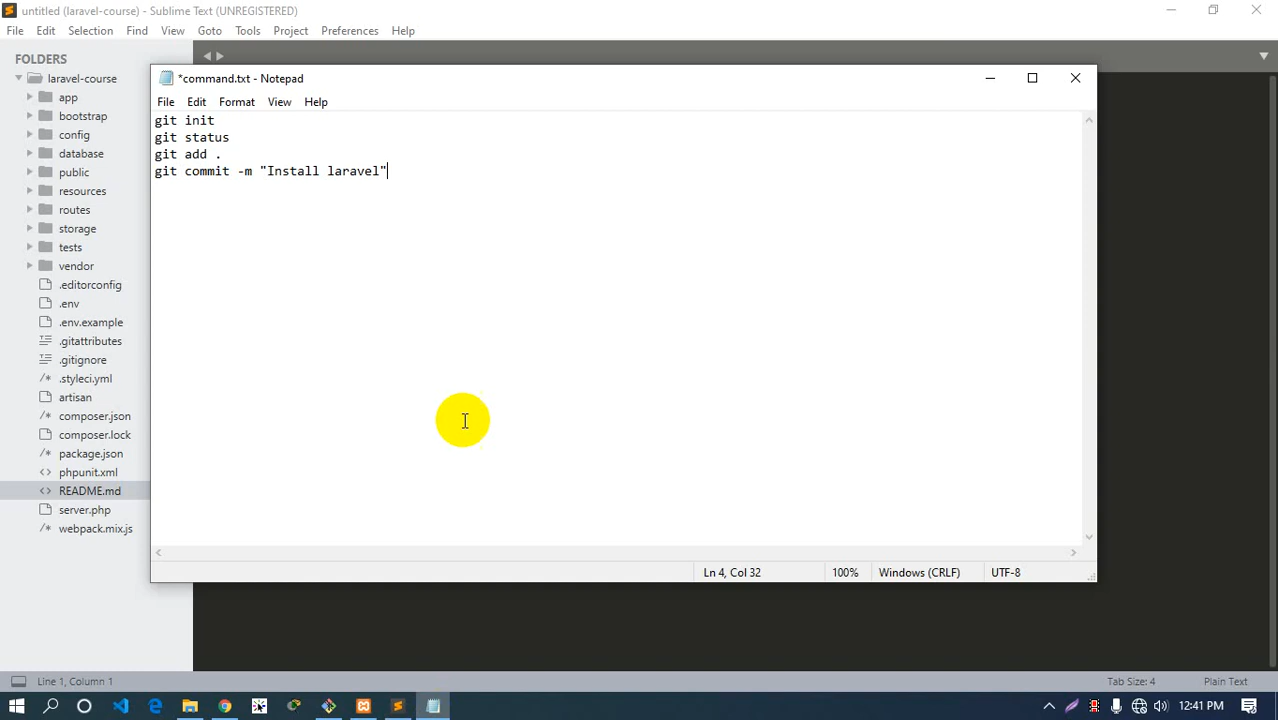 untitled (laravel-course) - Sublime Text (UNREGISTERED)
File Edit Selection Find View Goto Tools Project Preferences Help
FOLDERS
laravel-course
app
bootstrap
config
database
public
resources
routes
storage
tests
vendor
.editorconfig
.env
.env.example
.gitattributes
.gitignore
.styleci.yml
artisan
composer.json
composer.lock
package.json
phpunit.xml
README.md
server.php
webpack.mix.js
*command.txt - Notepad
File Edit Format View Help
git init
git status
git add .
git commit -m "Install laravel"
Ln 4, Col 32 100% Windows (CRLF) UTF-8
Line 1, Column 1 Tab Size: 4 Plain Text
12:41 PM